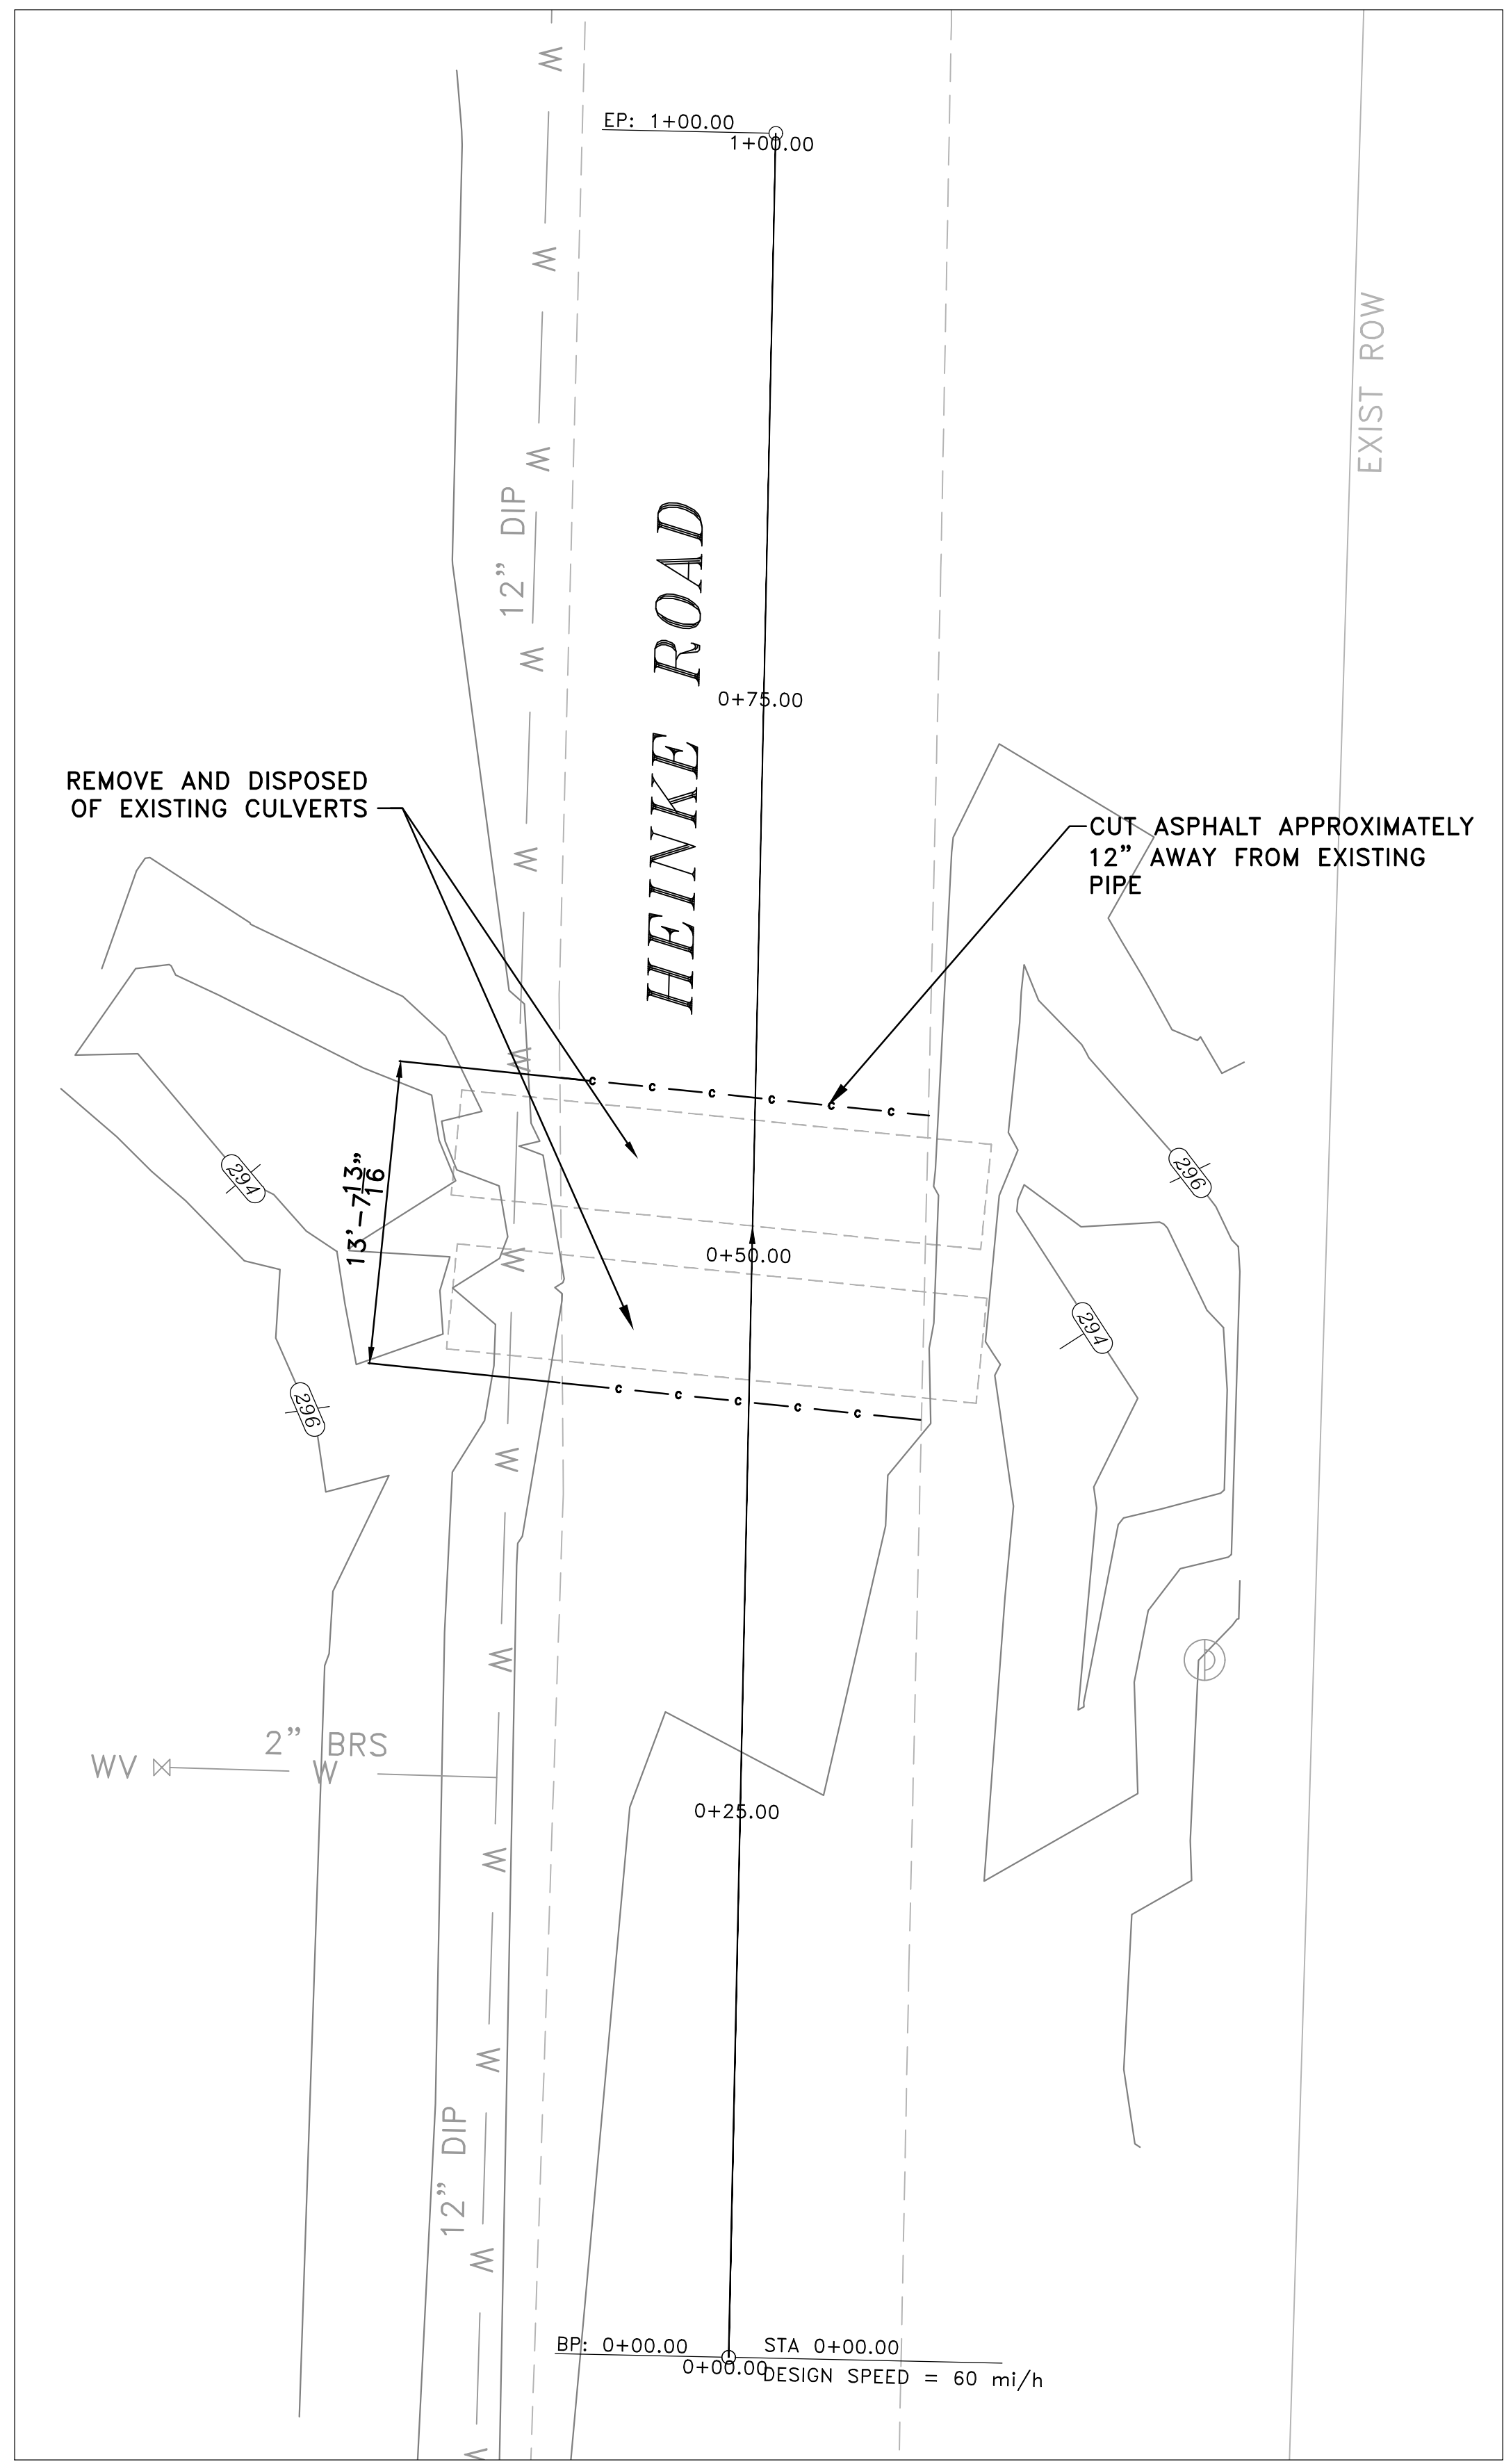 W
EP: 1+00.00
1+00.00
W
EXIST ROW
W
12" DIP
W
HEINKE ROAD
0+75.00
REMOVE AND DISPOSED
OF EXISTING CULVERTS
CUT ASPHALT APPROXIMATELY
12" AWAY FROM EXISTING
PIPE
W
W
C C C C C C
294
296
13'-7 13/16"
W
0+50.00
294
C C C C C
296
W
W
2" BRS
WV
W
0+25.00
W
W
12" DIP
W
BP: 0+00.00
STA 0+00.00
0+00.00
DESIGN SPEED = 60 mi/h
W